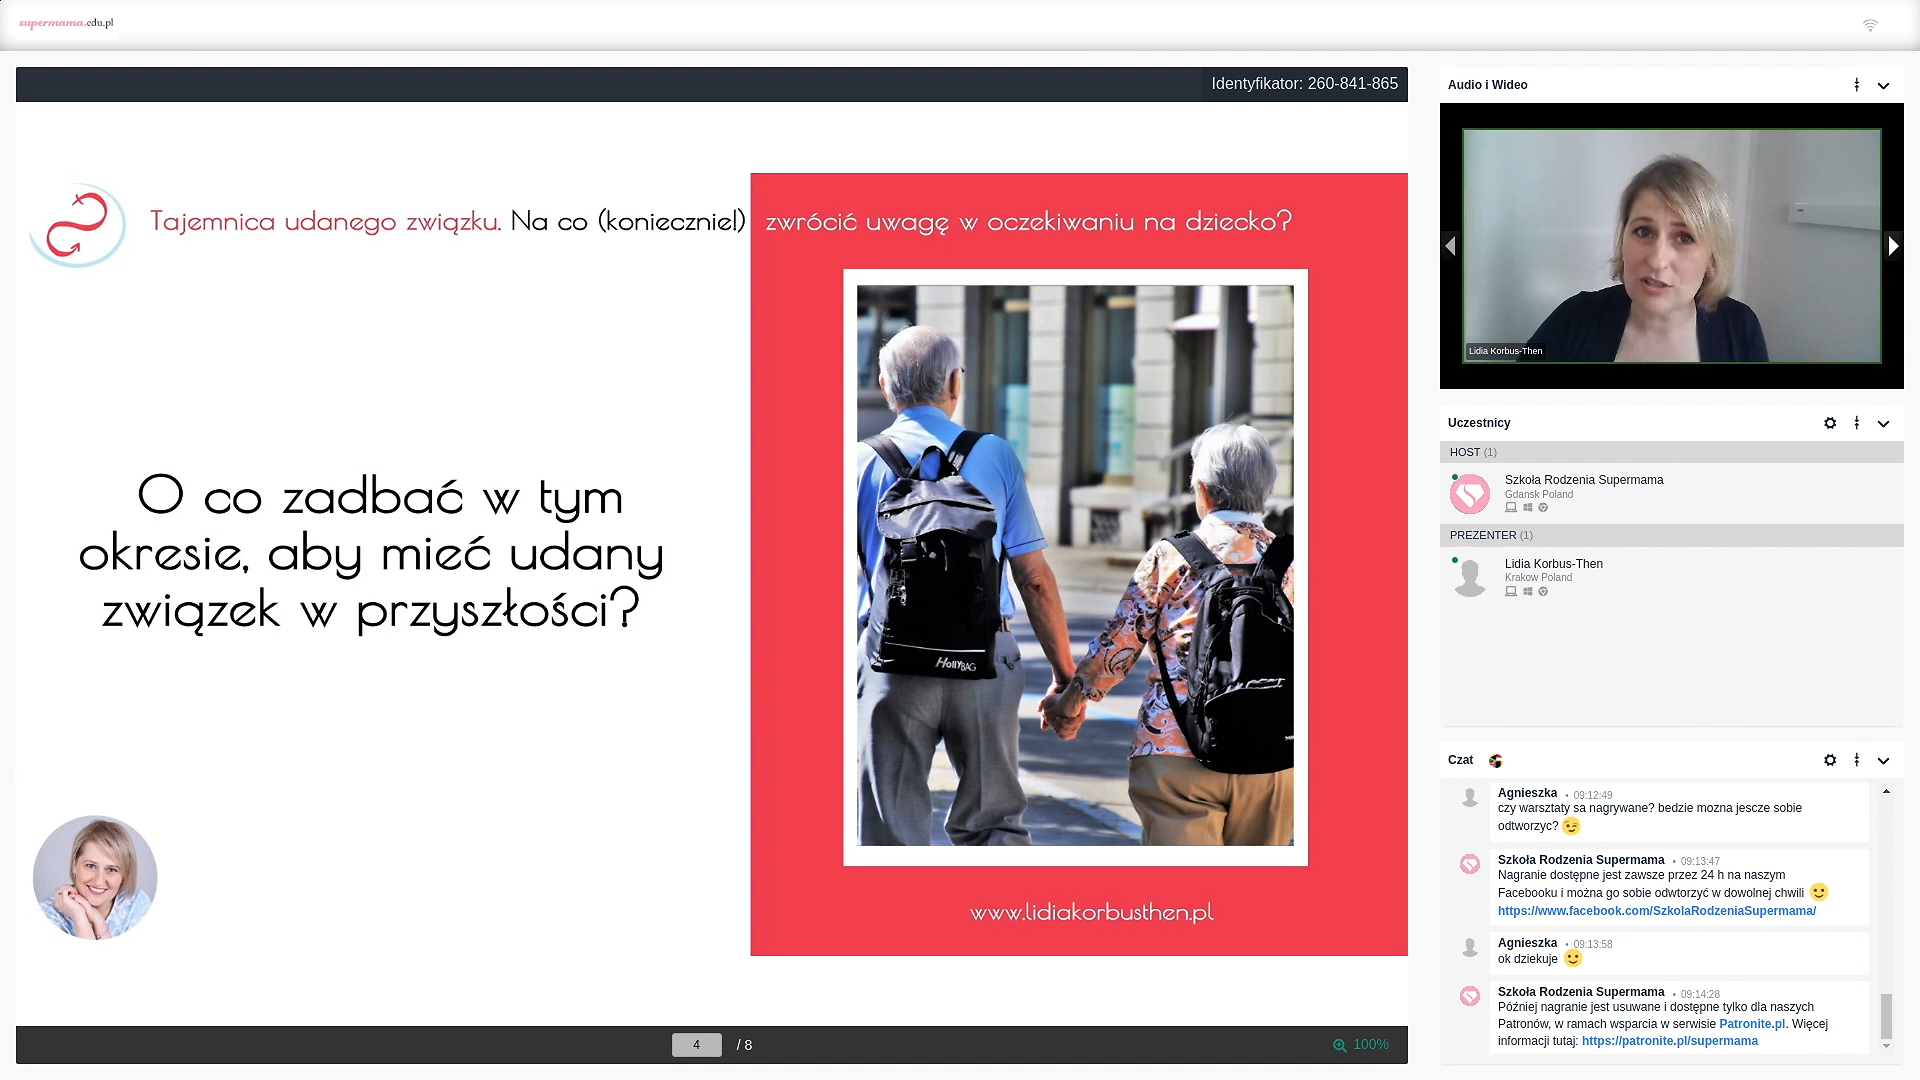 supermama.edu.pl
Identyfikator: 260-841-865
Tajemnica udanego związku. Na co (koniecznie!) zwrócić uwagę w oczekiwaniu na dziecko?
O co zadbać w tym
okresie, aby mieć udany
związek w przyszłości?
HollyBAG
www.lidiakorbusthen.pl
4 / 8
100%
Audio i Wideo
Lidia Korbus-Then
Uczestnicy
HOST (1)
Szkoła Rodzenia Supermama
Gdansk Poland
PREZENTER (1)
Lidia Korbus-Then
Krakow Poland
Czat
Agnieszka • 09:12:49
czy warsztaty sa nagrywane? bedzie mozna jescze sobie
odtworzyc? 😉
Szkoła Rodzenia Supermama • 09:13:47
Nagranie dostępne jest zawsze przez 24 h na naszym
Facebooku i można go sobie odwtorzyć w dowolnej chwili 🙂
https://www.facebook.com/SzkolaRodzeniaSupermama/
Agnieszka • 09:13:58
ok dziekuje 🙂
Szkoła Rodzenia Supermama • 09:14:28
Później nagranie jest usuwane i dostępne tylko dla naszych
Patronów, w ramach wsparcia w serwisie Patronite.pl. Więcej
informacji tutaj: https://patronite.pl/supermama